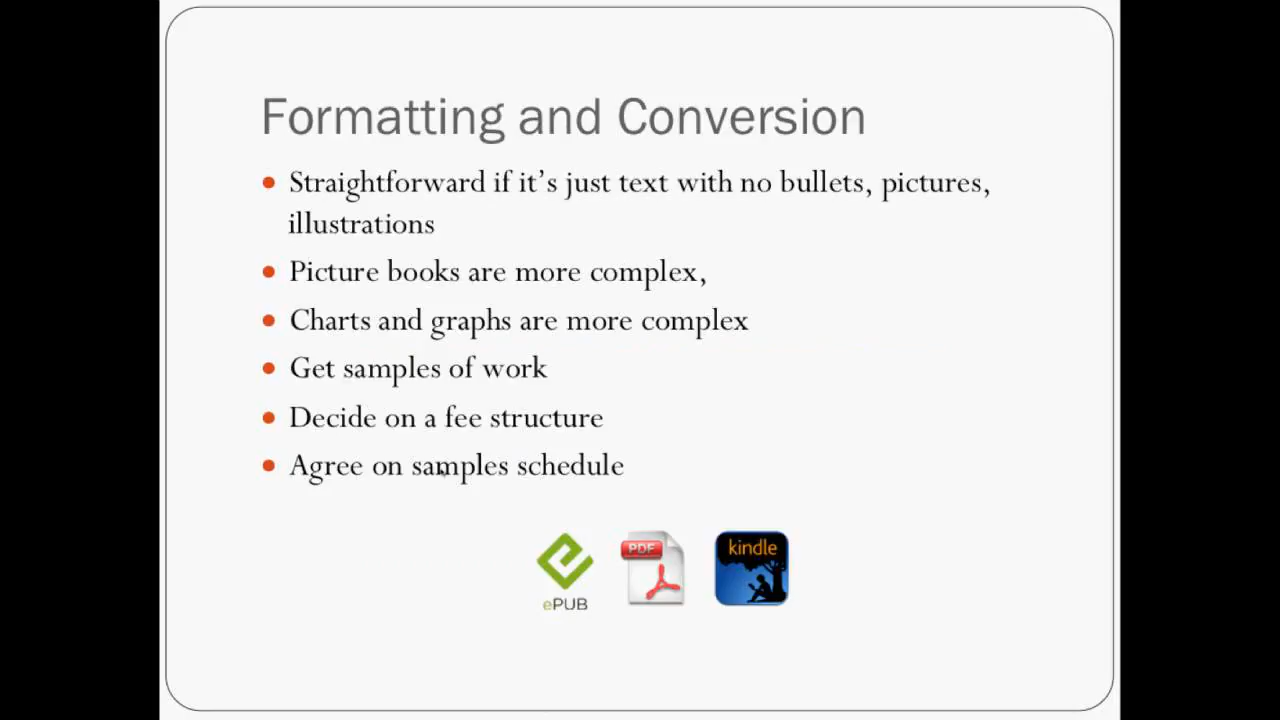 Formatting and Conversion
Straightforward if it's just text with no bullets, pictures,
illustrations
Picture books are more complex,
Charts and graphs are more complex
Get samples of work
Decide on a fee structure
Agree on samples schedule
ePUB
PDF
kindle